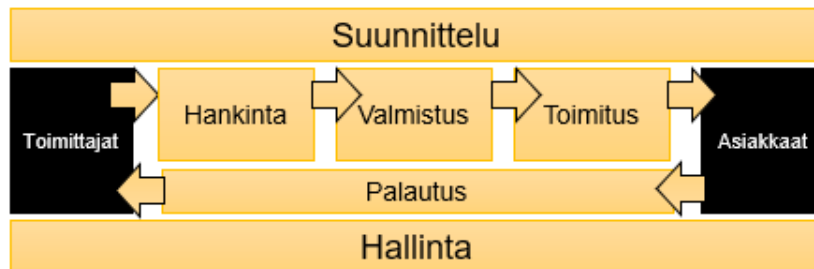 Suunnittelu
Toimittajat
Hankinta
Valmistus
Toimitus
Asiakkaat
Palautus
Hallinta